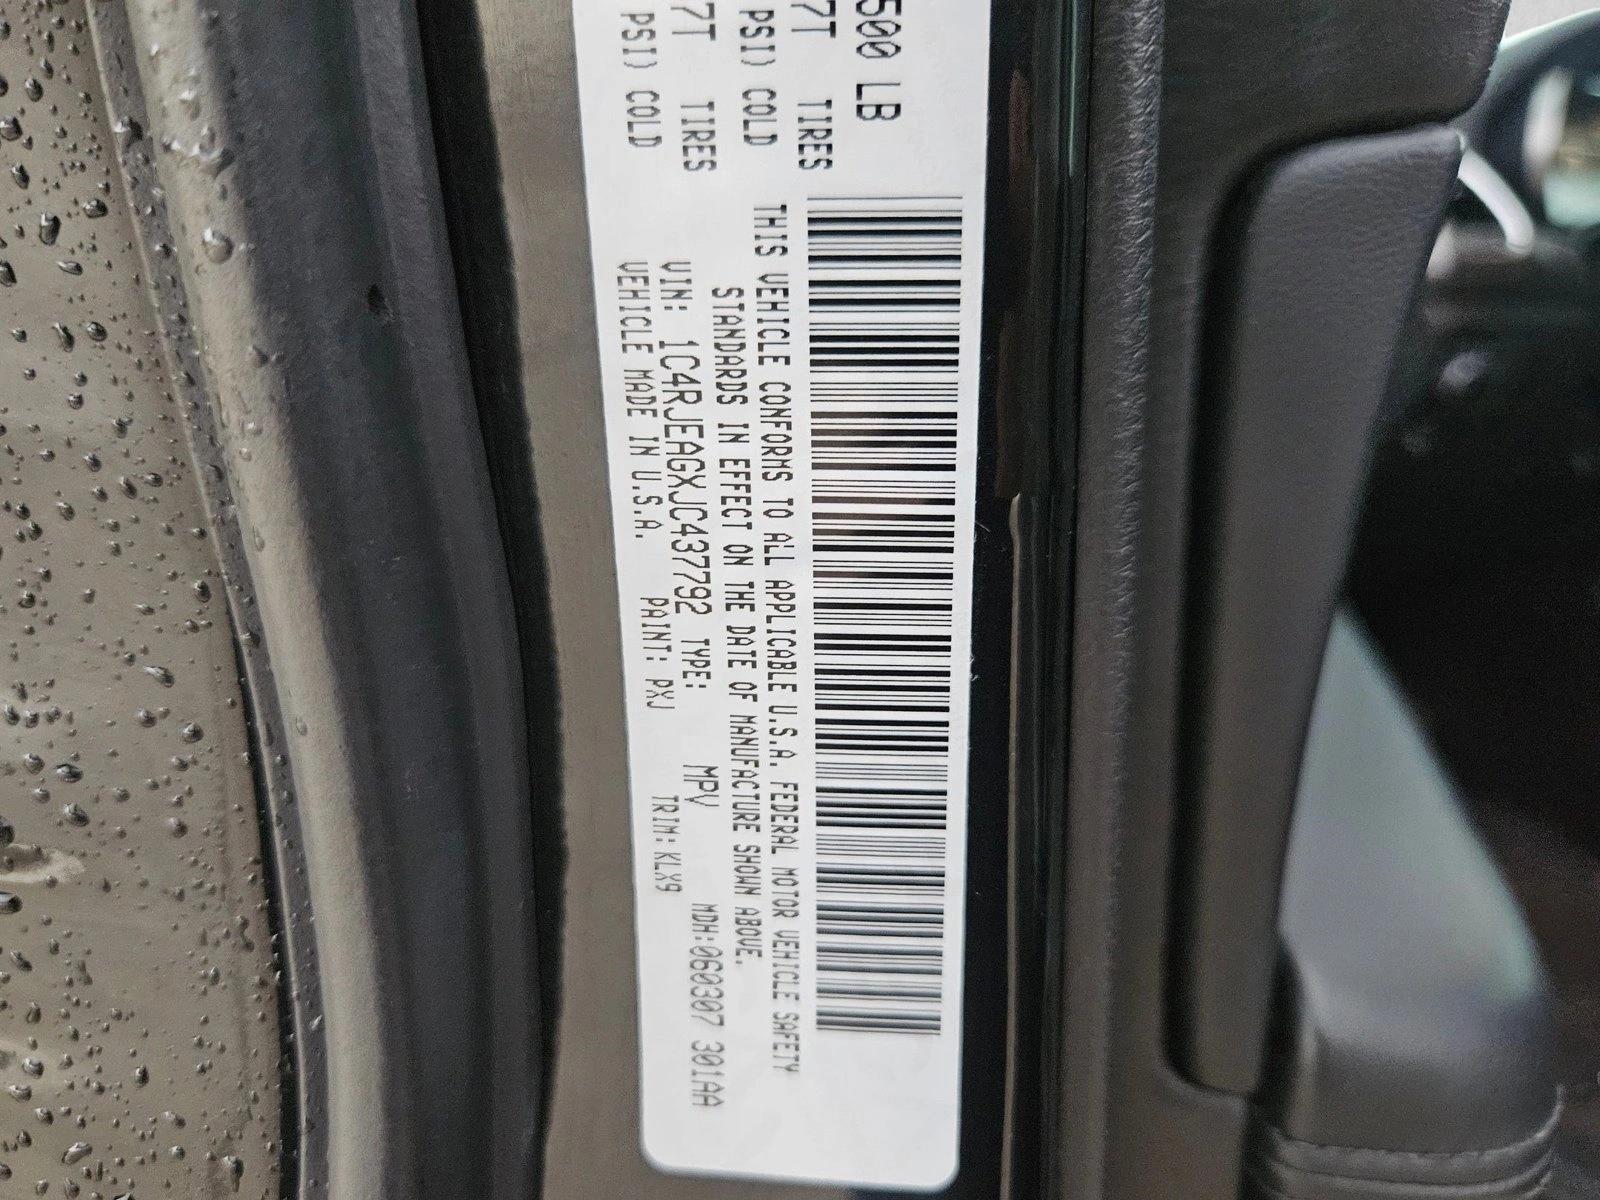 5500 LB
7T TIRES
PSI) COLD
7T TIRES
PSI) COLD
THIS VEHICLE CONFORMS TO ALL APPLICABLE U.S.A. FEDERAL MOTOR VEHICLE SAFETY
STANDARDS IN EFFECT ON THE DATE OF MANUFACTURE SHOWN ABOVE.
VIN: 1C4RJEAGXJC437792 TYPE: MPV MDH:060307 301AA
VEHICLE MADE IN U.S.A. PAINT: PXJ TRIM: KLX9